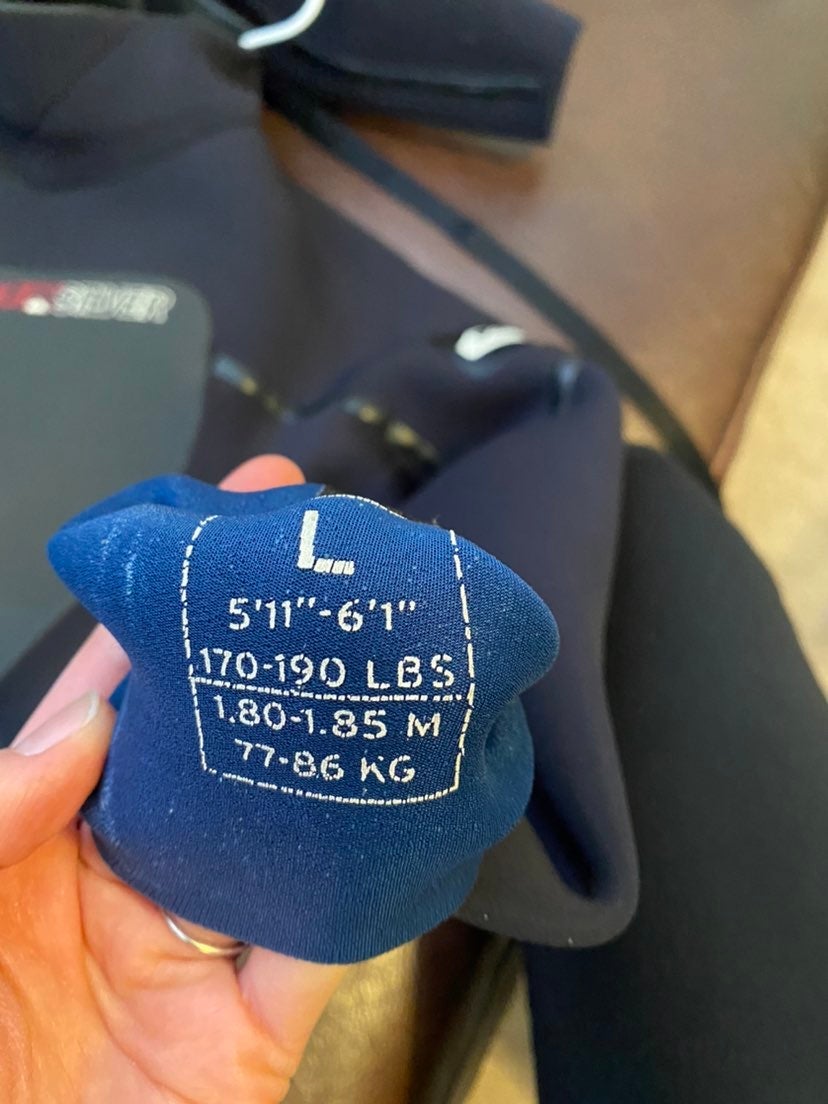 L
5'11"-6'1"
170-190 LBS
1.80-1.85 M
77-86 KG